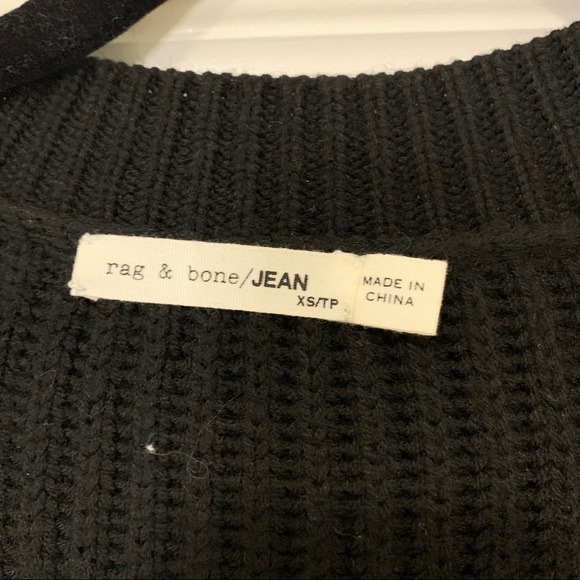 rag & bone/JEAN
XS/TP
MADE IN
CHINA